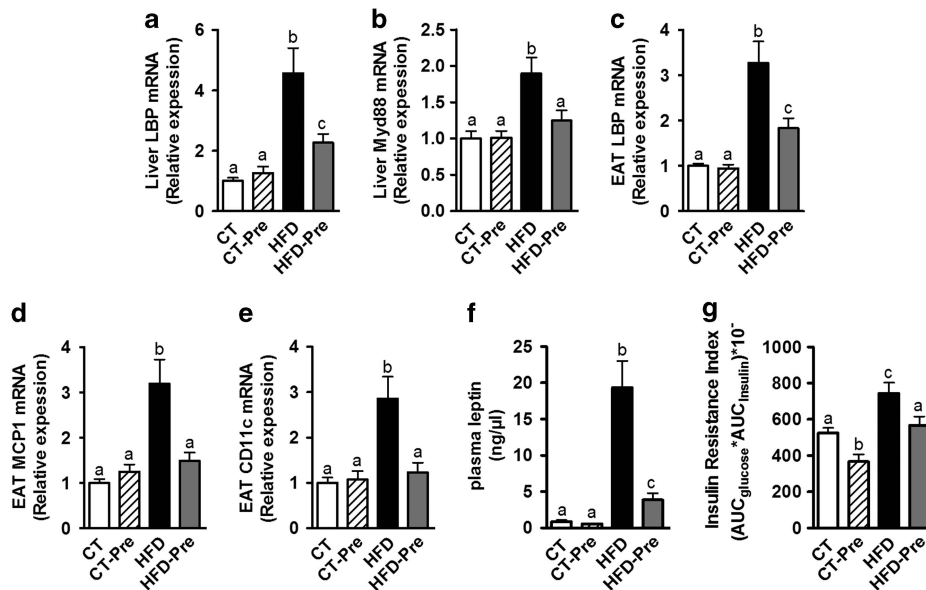 a
Liver LBP mRNA
(Relative expession)
6
4
2
0
a
a
b
c
CT
CT-Pre
HFD
HFD-Pre
b
Liver Myd88 mRNA
(Relative expession)
2.5
2.0
1.5
1.0
0.5
0.0
a
a
b
a
CT
CT-Pre
HFD
HFD-Pre
c
EAT LBP mRNA
(Relative expession)
4
3
2
1
0
a
a
b
c
CT
CT-Pre
HFD
HFD-Pre
d
EAT MCP1 mRNA
(Relative expession)
4
3
2
1
0
a
a
b
a
CT
CT-Pre
HFD
HFD-Pre
e
EAT CD11c mRNA
(Relative expession)
4
3
2
1
0
a
a
b
a
CT
CT-Pre
HFD
HFD-Pre
f
plasma leptin
(ng/µl)
25
20
15
10
5
0
a
a
b
c
CT
CT-Pre
HFD
HFD-Pre
g
Insulin Resistance Index
(AUCglucose*AUCInsulin)*10-
1000
800
600
400
200
0
a
b
c
a
CT
CT-Pre
HFD
HFD-Pre